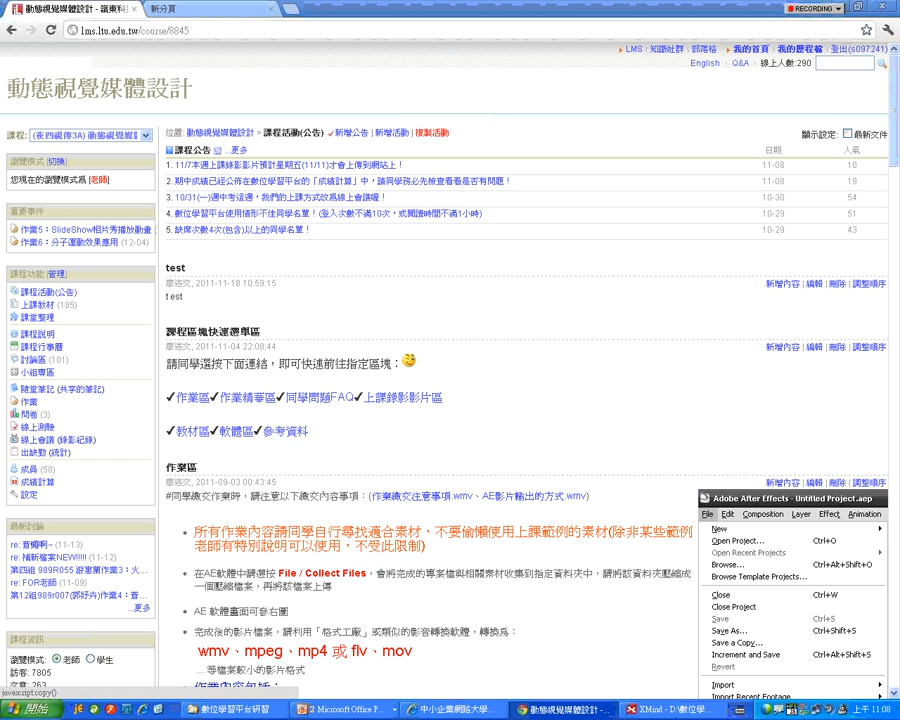 動態視覺媒體設計 - 嶺東科技
新分頁
RECORDING
lms.ltu.edu.tw/course/8845
LMS | 知識社群 | 部落格 ▸ 我的首頁 | 我的歷程檔 | 登出(s097241)
English | Q&A | 線上人數:290
動態視覺媒體設計
課程: (夜四視傳3A) 動態視覺媒體
位置: 動態視覺媒體設計 > 課程活動(公告) ✓新增公告 | 新增活動 | 複製活動
顯示設定: 最新文件
瀏覽模式 [切換]
您現在的瀏覽模式為 [老師]
重要事件
作業5：SlideShow相片秀播放動畫
作業6：分子運動效果應用 (12-04)
課程功能 [管理]
課程活動(公告)
上課教材 (195)
課堂整理
課程說明
課程行事曆
討論區 (101)
小組專區
隨堂筆記 (共享的筆記)
作業
問卷 (3)
線上測驗
線上會議 (錄影紀錄)
出缺勤 (統計)
成員 (58)
成績計算
設定
最新討論
re: 蒼蠅啊~ (11-13)
re: 補新檔案NEW!!!!! (11-12)
第四組 989R055 游惠蘭作業3：火...
re: FOR老師 (11-09)
第12組989r007(郭妤卉)作業4：蒼...
...更多
課程資訊
瀏覽模式: 老師 學生
訪客: 7805
文章: 263
javascript:copy()
課程公告 ...更多 日期 人氣
1. 11/7本週上課錄影影片預計星期五(11/11)才會上傳到網站上！ 11-08 10
2. 期中成績已經公佈在數位學習平台的「成績計算」中，請同學務必先檢查看看是否有問題！ 11-08 19
3. 10/31(一)週中考這週，我們的上課方式改為線上會議喔！ 10-30 54
4. 數位學習平台使用情形不佳同學名單！(登入次數不滿10次，或閱讀時間不滿1小時) 10-29 51
5. 缺席次數4次(包含)以上的同學名單！ 10-29 43
test
廖述文, 2011-11-18 10:59:15 新增內容 | 編輯 | 刪除 | 調整順序
test
課程區塊快速選單區
廖述文, 2011-11-04 22:08:44 新增內容 | 編輯 | 刪除 | 調整順序
請同學選按下面連結，即可快速前往指定區塊：
✓作業區✓作業精華區✓同學問題FAQ✓上課錄影影片區
✓教材區✓軟體區✓參考資料
作業區
廖述文, 2011-09-03 00:43:45 新增內容 | 編輯 | 刪除 | 調整順序
#同學繳交作業時，請注意以下繳交內容事項：(作業繳交注意事項.wmv、AE影片輸出的方式.wmv)
• 所有作業內容請同學自行尋找適合素材，不要偷懶使用上課範例的素材(除非某些範例
老師有特別說明可以使用，不受此限制)
• 在AE軟體中請選按 File / Collect Files，會將完成的專案檔與相關素材收集到指定資料夾中，請將該資料夾壓縮成
一個壓縮檔案，再將該檔案上傳
• AE 軟體畫面可參右圖
• 完成後的影片檔案，請利用「格式工廠」或類似的影音轉換軟體，轉換為：
wmv、mpeg、mp4 或 flv、mov
...等檔案較小的影片格式
作業內容包括：
Adobe After Effects - Untitled Project.aep
File Edit Composition Layer Effect Animation
New
Open Project... Ctrl+O
Open Recent Projects
Browse... Ctrl+Alt+Shift+O
Browse Template Projects...
Close Ctrl+W
Close Project
Save Ctrl+S
Save As... Ctrl+Shift+S
Save a Copy...
Increment and Save Ctrl+Alt+Shift+S
Revert
Import
Import Recent Footage
開始
數位學習平台研習
2 Microsoft Office P...
中小企業網路大學...
動態視覺媒體設計 -...
XMind - D:\數位學...
上午 11:08